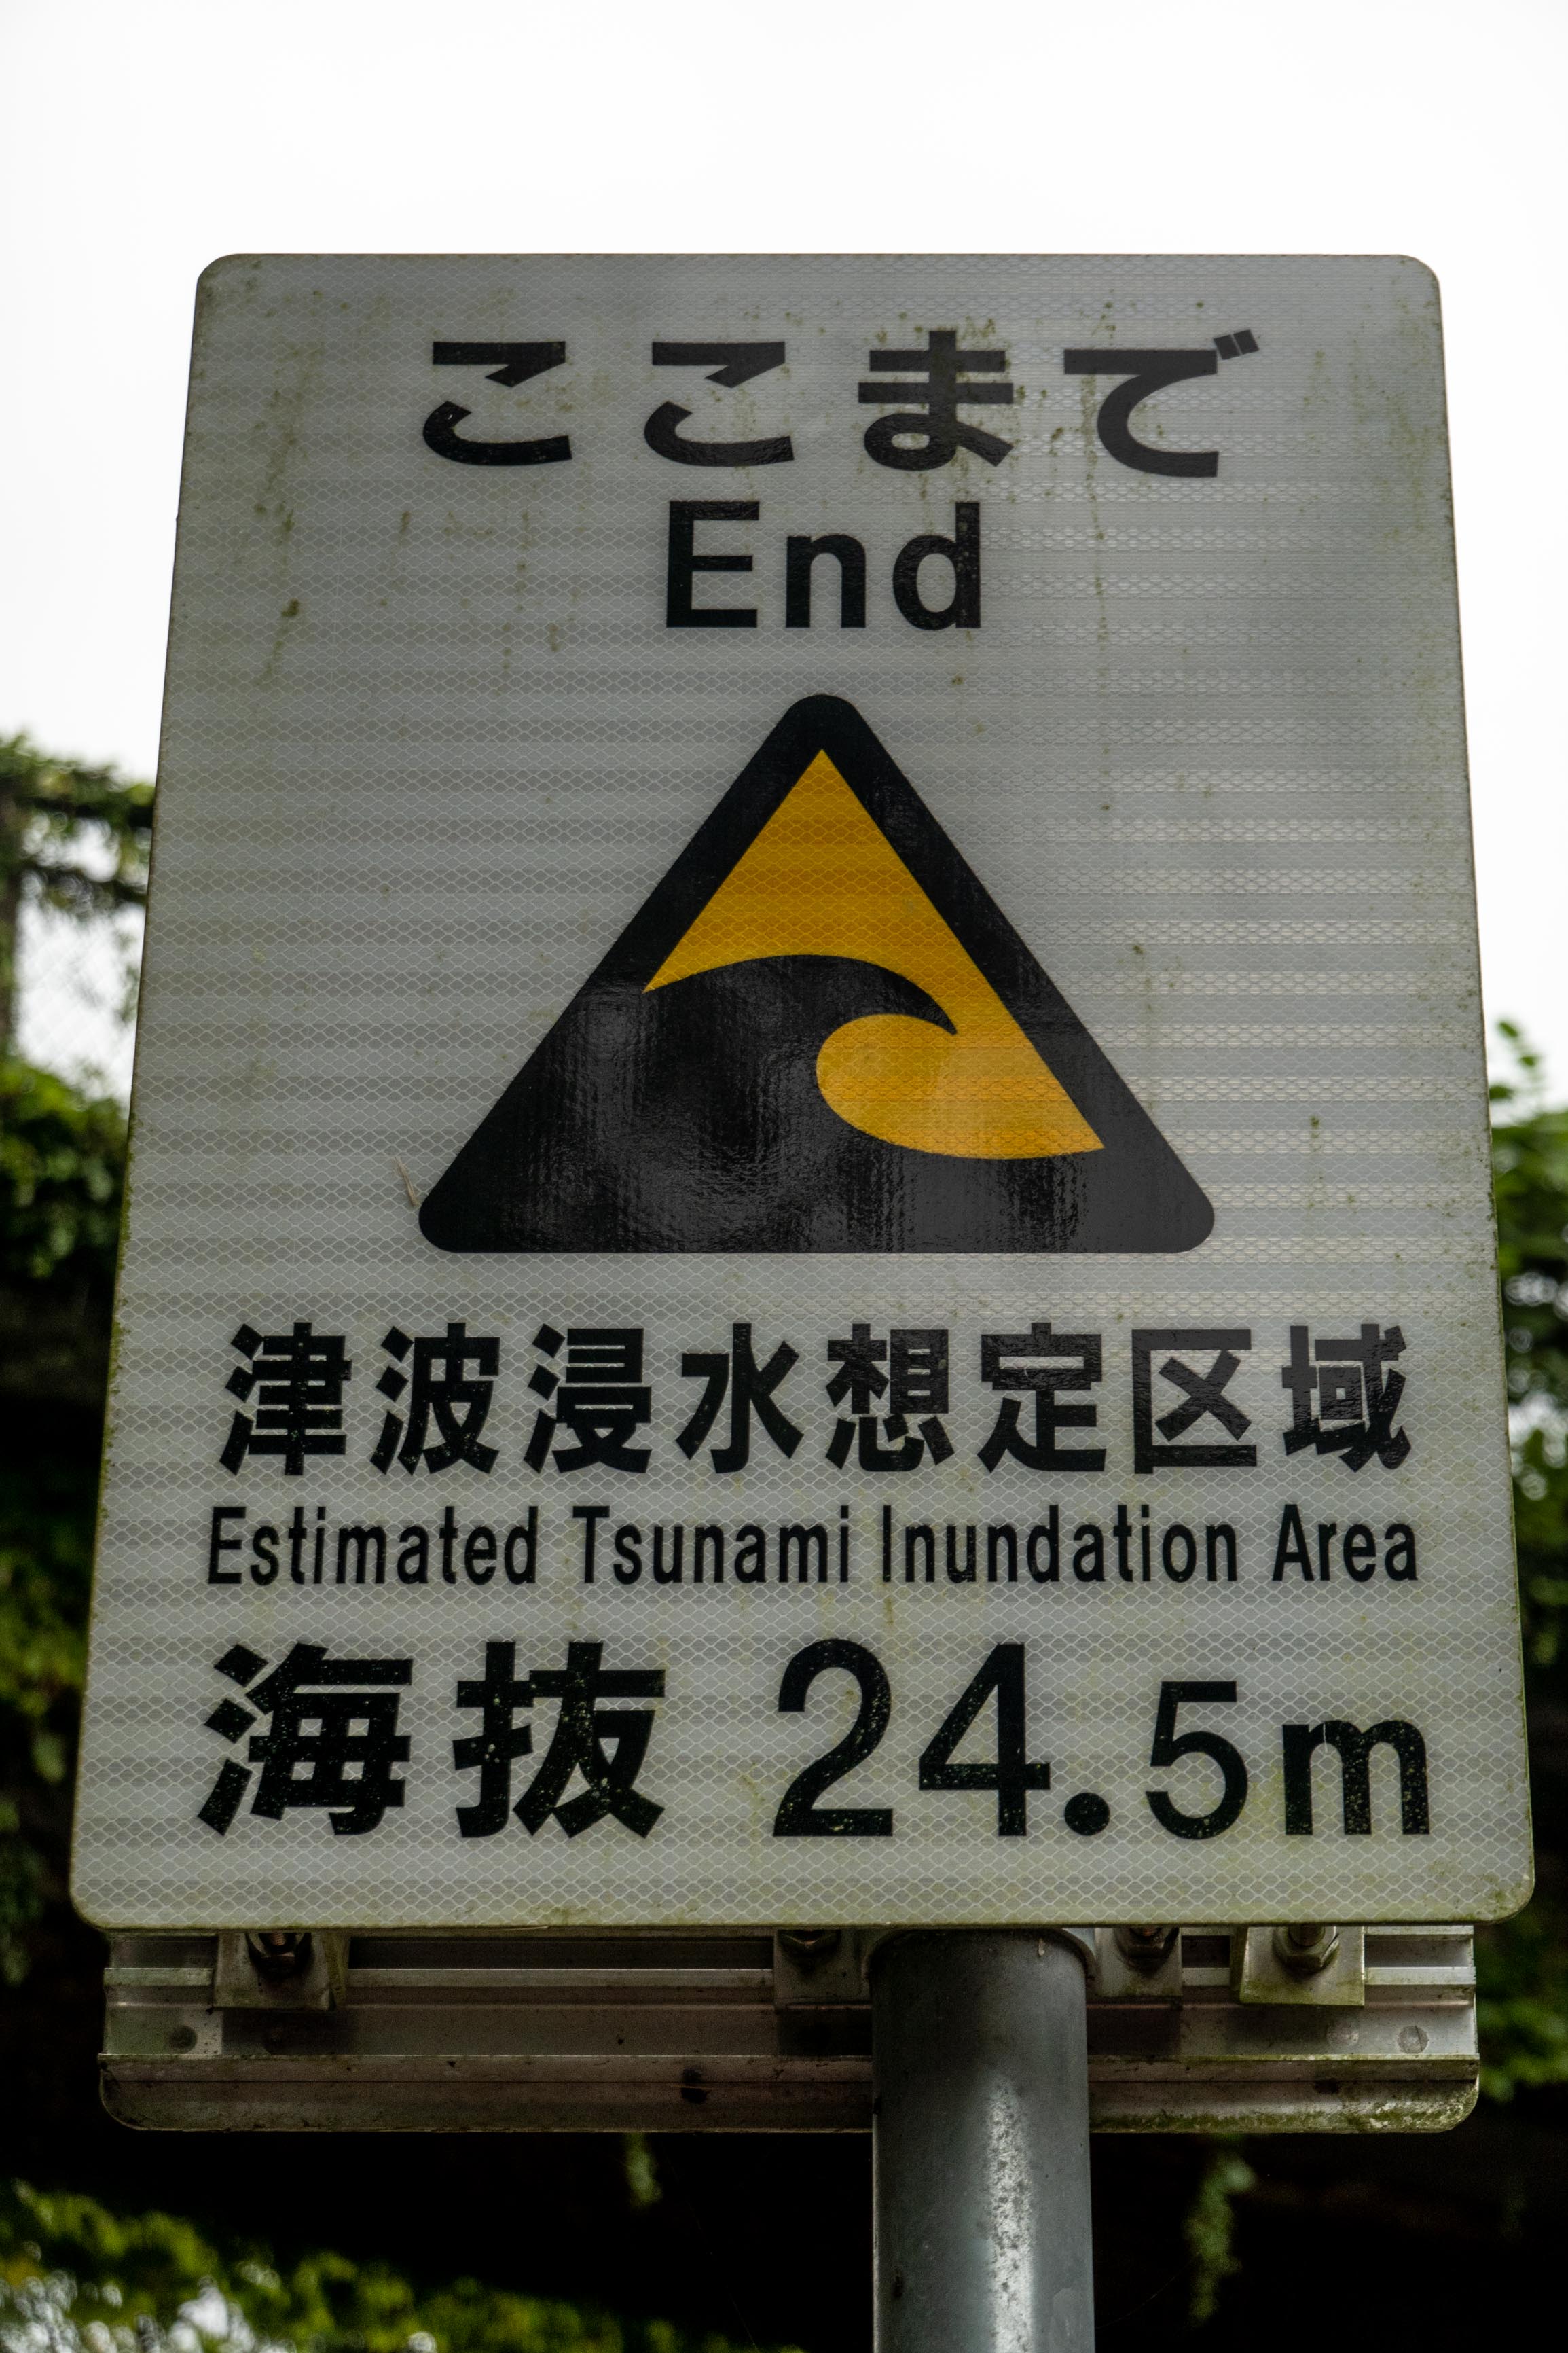 ここまで
End
津波浸水想定区域
Estimated Tsunami Inundation Area
海抜 24.5m